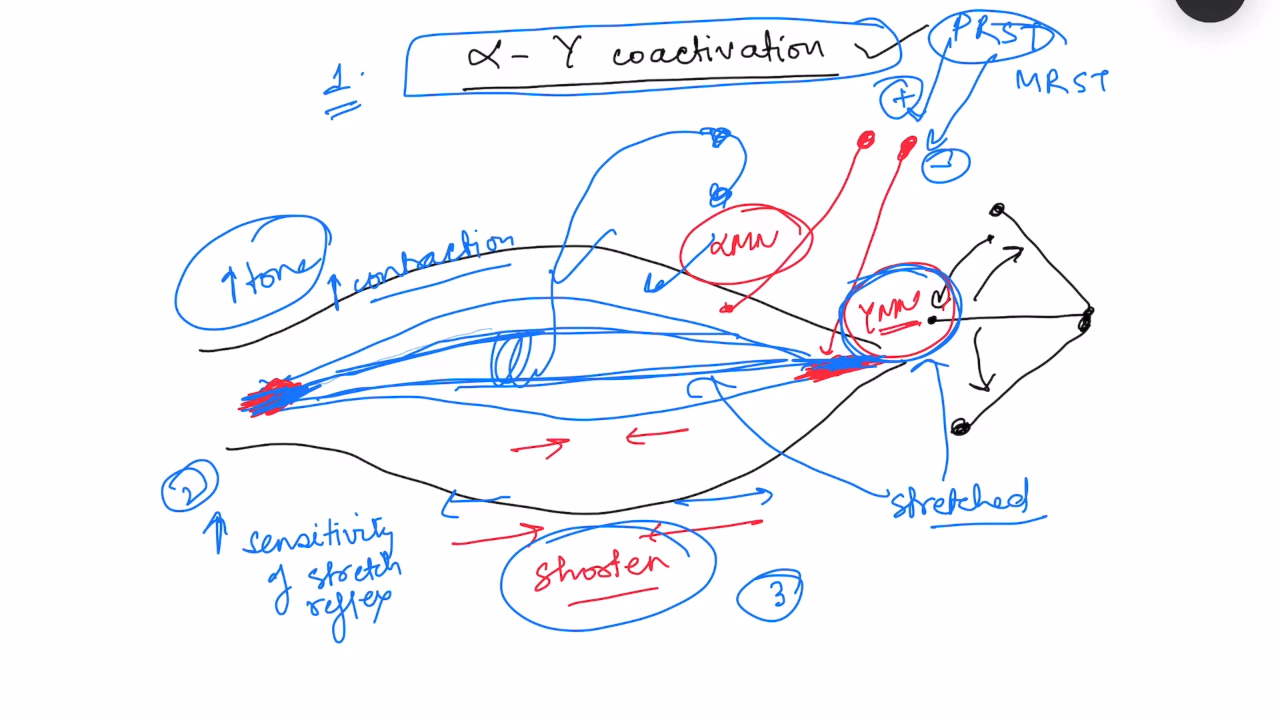 α - γ coactivation
1.
PRST
MRST
+
-
αMN
↑ tone
↑ contraction
γMN
2
↑ sensitivity
of stretch
reflex
stretched
shorten
3